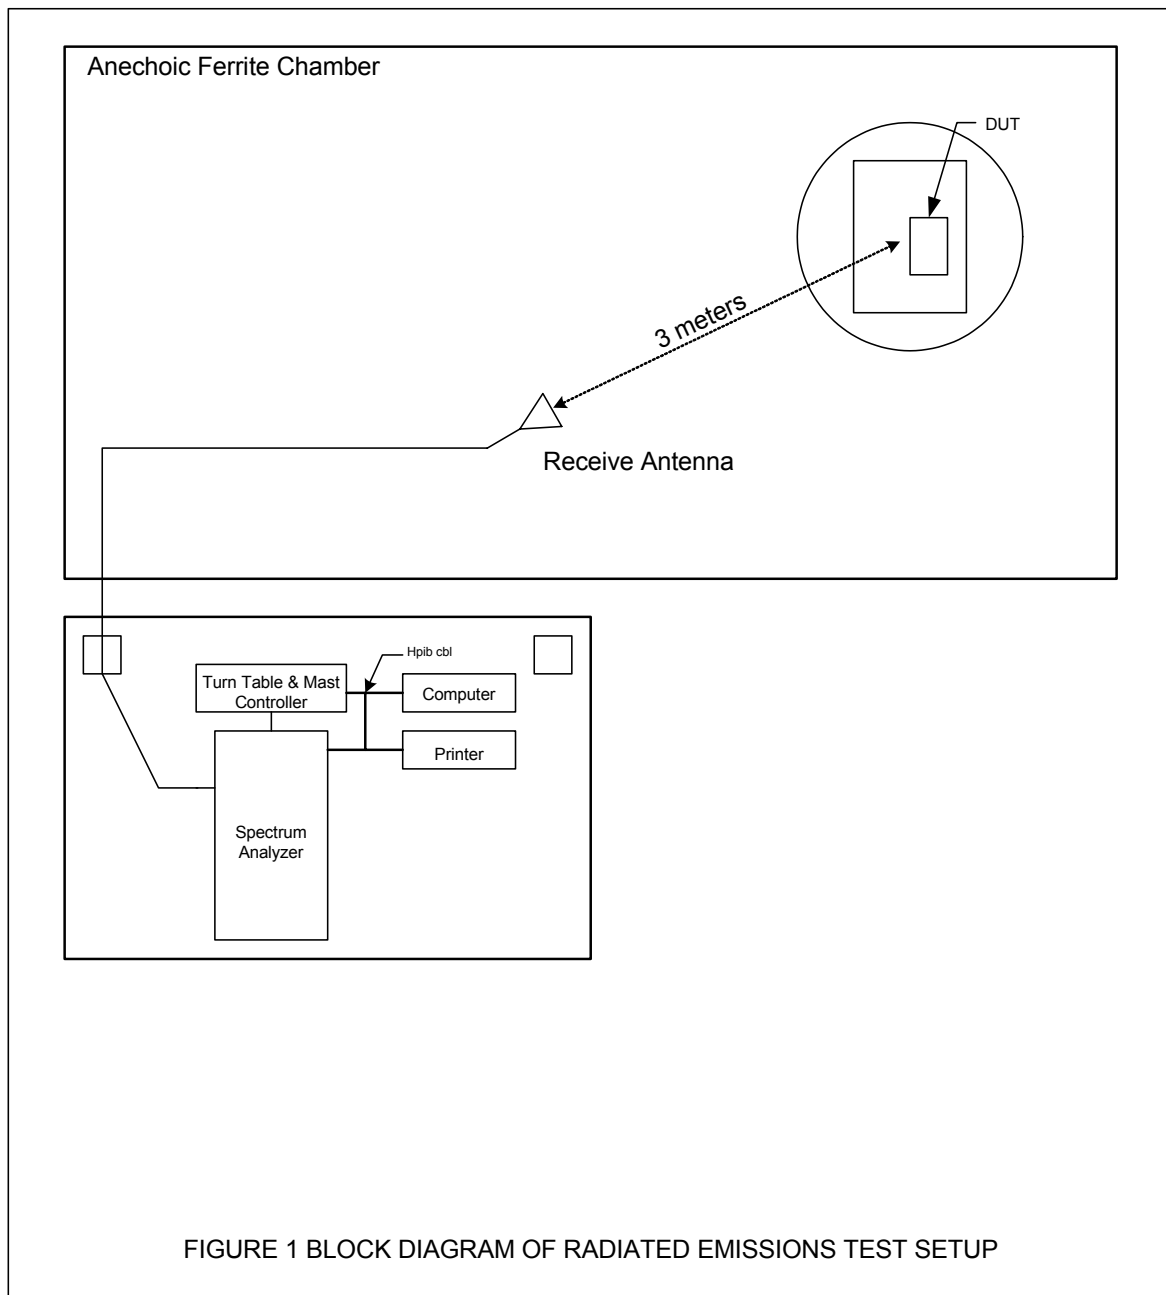 Anechoic Ferrite Chamber
DUT
3 meters
Receive Antenna
Hpib cbl
Turn Table & Mast
Controller
Computer
Printer
Spectrum
Analyzer
FIGURE 1 BLOCK DIAGRAM OF RADIATED EMISSIONS TEST SETUP